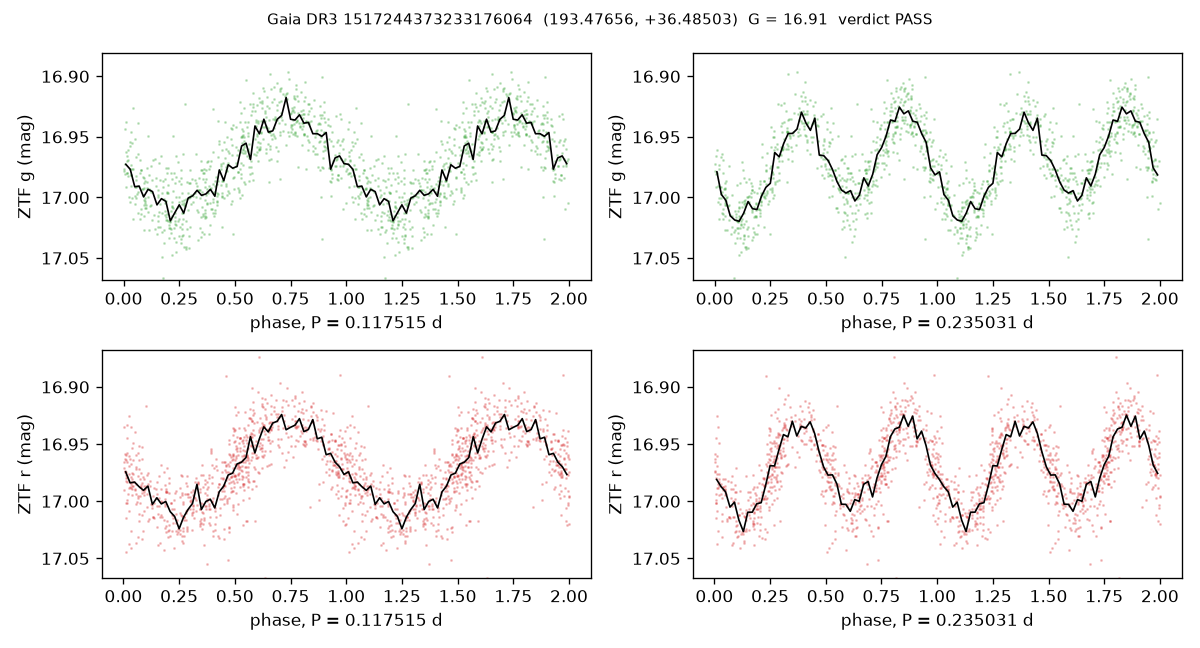 Gaia DR3 1517244373233176064 (193.47656, +36.48503) G = 16.91 verdict PASS
ZTF g (mag)
16.90
16.95
17.00
17.05
0.00 0.25 0.50 0.75 1.00 1.25 1.50 1.75 2.00
phase, P = 0.117515 d
ZTF g (mag)
16.90
16.95
17.00
17.05
0.00 0.25 0.50 0.75 1.00 1.25 1.50 1.75 2.00
phase, P = 0.235031 d
ZTF r (mag)
16.90
16.95
17.00
17.05
0.00 0.25 0.50 0.75 1.00 1.25 1.50 1.75 2.00
phase, P = 0.117515 d
ZTF r (mag)
16.90
16.95
17.00
17.05
0.00 0.25 0.50 0.75 1.00 1.25 1.50 1.75 2.00
phase, P = 0.235031 d